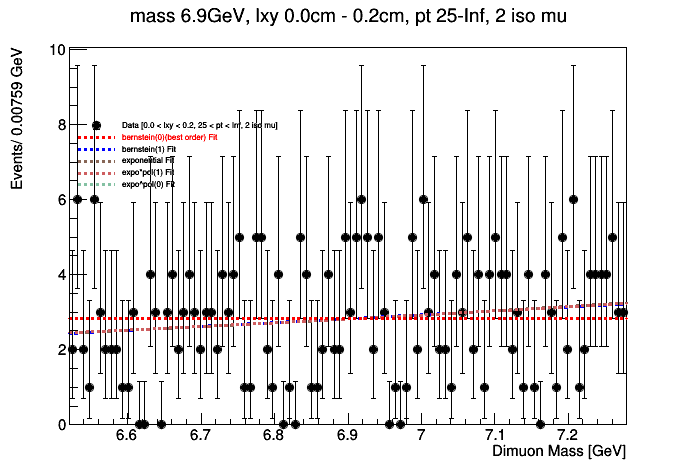 mass 6.9GeV, lxy 0.0cm - 0.2cm, pt 25-Inf, 2 iso mu
Events/ 0.00759 GeV
10
8
6
4
2
0
Data [0.0 < lxy < 0.2, 25 < pt < Inf, 2 iso mu]
bernstein(0)(best order) Fit
bernstein(1) Fit
exponential Fit
expo*pol(1) Fit
expo*pol(0) Fit
6.6 6.7 6.8 6.9 7 7.1 7.2
Dimuon Mass [GeV]